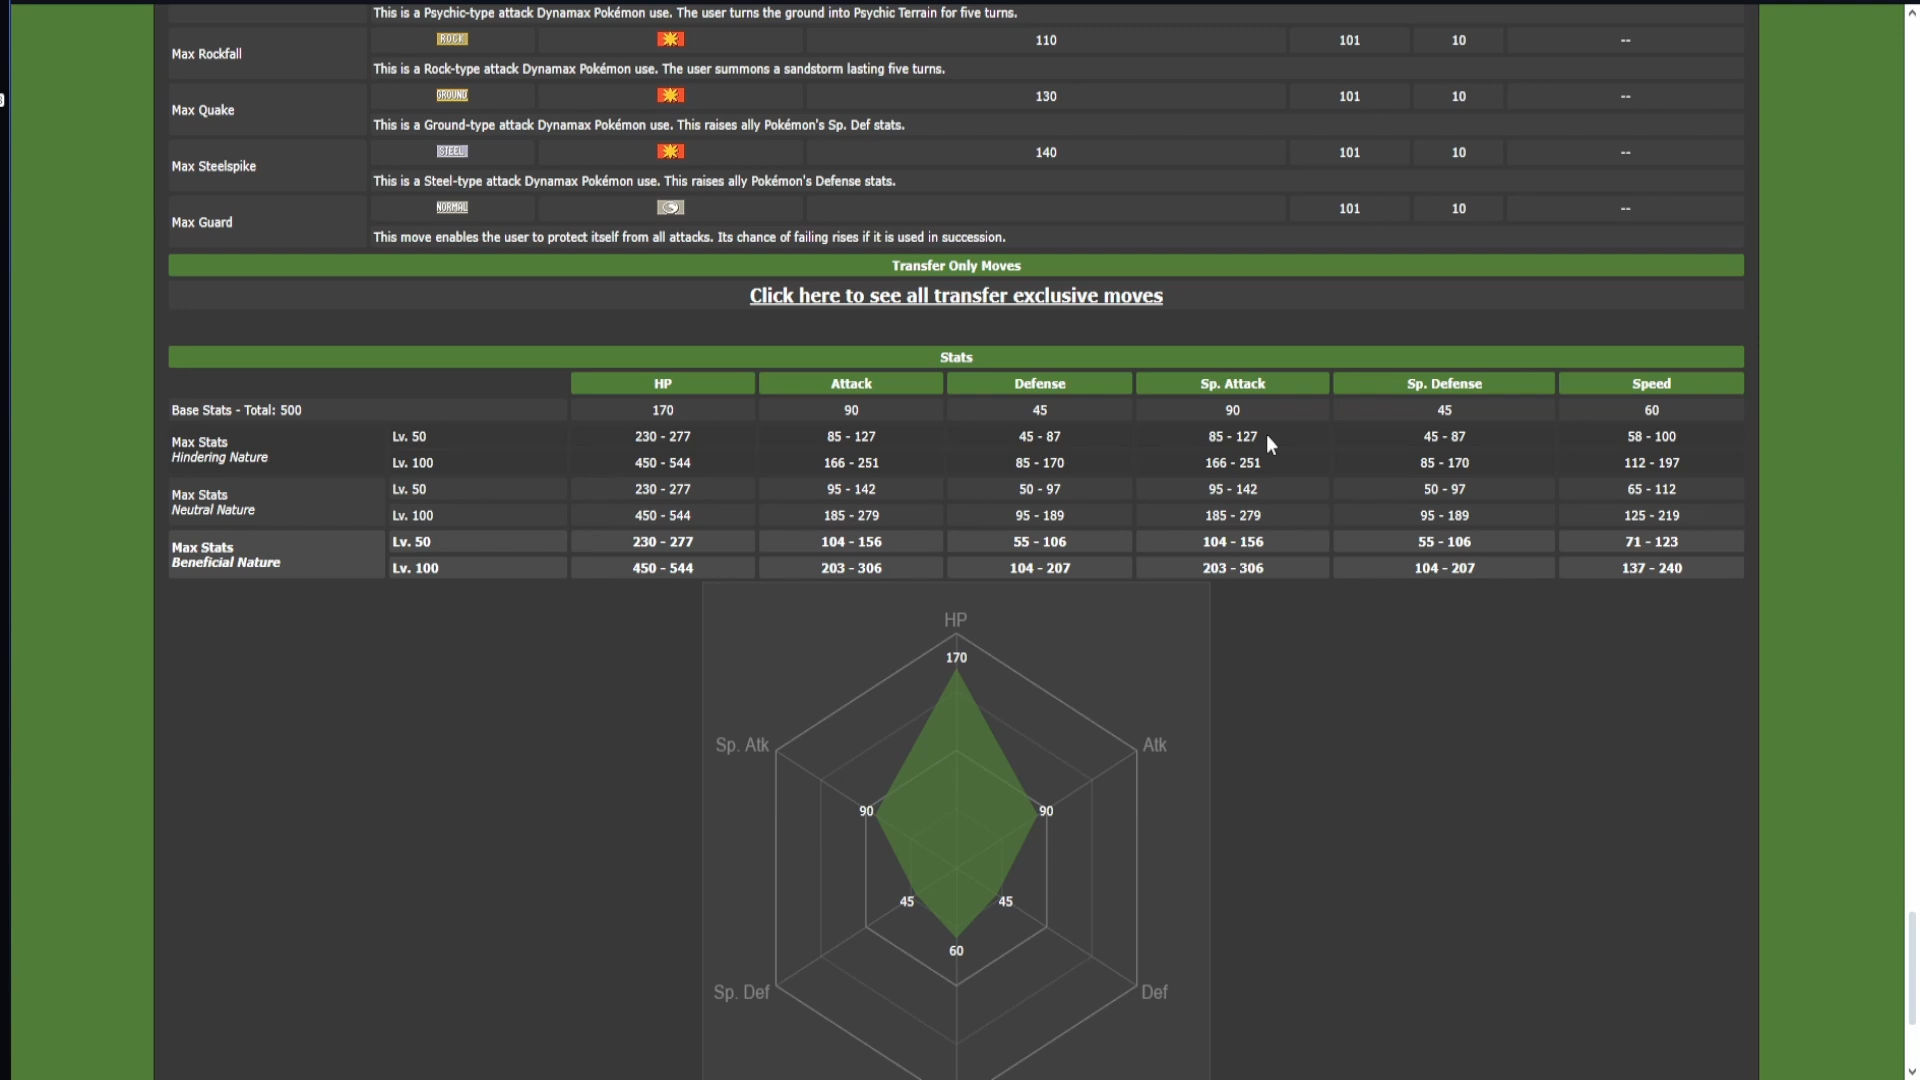 This is a Psychic-type attack Dynamax Pokémon use. The user turns the ground into Psychic Terrain for five turns.
Max Rockfall
ROCK 110 101 10 --
This is a Rock-type attack Dynamax Pokémon use. The user summons a sandstorm lasting five turns.
Max Quake
GROUND 130 101 10 --
This is a Ground-type attack Dynamax Pokémon use. This raises ally Pokémon's Sp. Def stats.
Max Steelspike
STEEL 140 101 10 --
This is a Steel-type attack Dynamax Pokémon use. This raises ally Pokémon's Defense stats.
Max Guard
NORMAL 101 10 --
This move enables the user to protect itself from all attacks. Its chance of failing rises if it is used in succession.
Transfer Only Moves
Click here to see all transfer exclusive moves
Stats
HP Attack Defense Sp. Attack Sp. Defense Speed
Base Stats - Total: 500 170 90 45 90 45 60
Max Stats
Hindering Nature
Lv. 50 230 - 277 85 - 127 45 - 87 85 - 127 45 - 87 58 - 100
Lv. 100 450 - 544 166 - 251 85 - 170 166 - 251 85 - 170 112 - 197
Max Stats
Neutral Nature
Lv. 50 230 - 277 95 - 142 50 - 97 95 - 142 50 - 97 65 - 112
Lv. 100 450 - 544 185 - 279 95 - 189 185 - 279 95 - 189 125 - 219
Max Stats
Beneficial Nature
Lv. 50 230 - 277 104 - 156 55 - 106 104 - 156 55 - 106 71 - 123
Lv. 100 450 - 544 203 - 306 104 - 207 203 - 306 104 - 207 137 - 240
HP
170
Sp. Atk Atk
90 90
45 45
60
Sp. Def Def